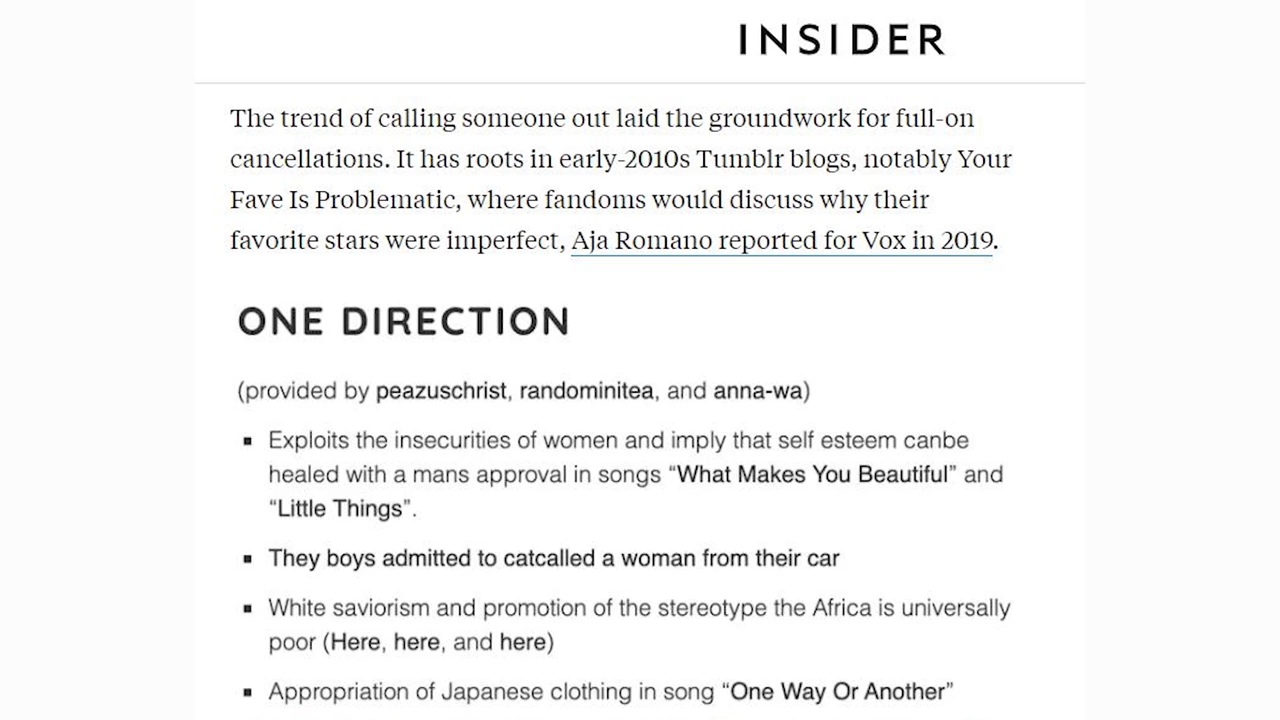 INSIDER
The trend of calling someone out laid the groundwork for full-on
cancellations. It has roots in early-2010s Tumblr blogs, notably Your
Fave Is Problematic, where fandoms would discuss why their
favorite stars were imperfect, Aja Romano reported for Vox in 2019.
ONE DIRECTION
(provided by peazuschrist, randominitea, and anna-wa)
▪ Exploits the insecurities of women and imply that self esteem canbe
healed with a mans approval in songs “What Makes You Beautiful” and
“Little Things”.
▪ They boys admitted to catcalled a woman from their car
▪ White saviorism and promotion of the stereotype the Africa is universally
poor (Here, here, and here)
▪ Appropriation of Japanese clothing in song “One Way Or Another”